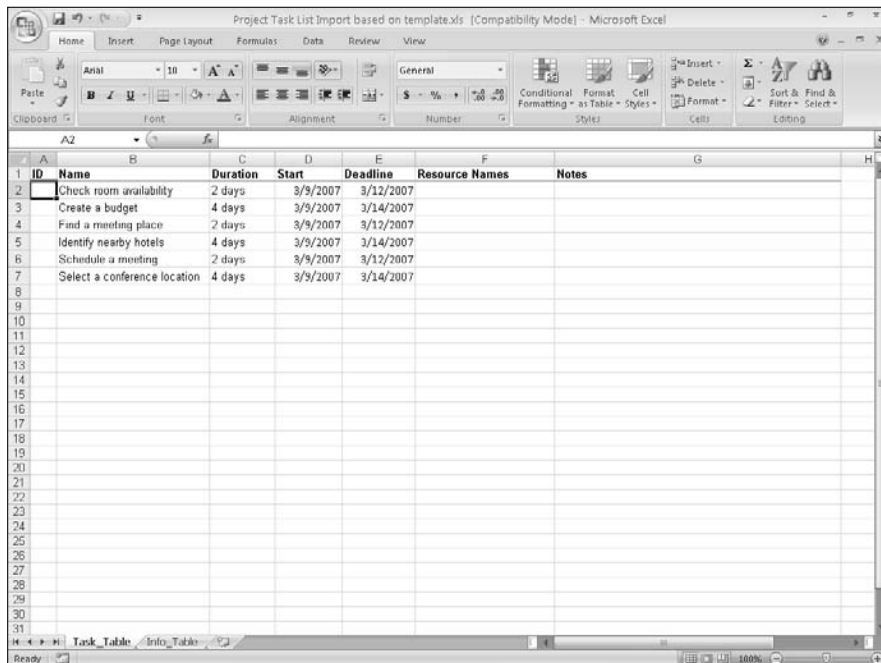 Project Task List Import based on template.xls [Compatibility Mode] - Microsoft Excel
Home Insert Page Layout Formulas Data Review View
Arial 10 A A General Insert Σ
Paste B I U A $ % , Conditional Formatting Format as Table Cell Styles Delete Format Sort & Filter Find & Select
Clipboard Font Alignment Number Styles Cells Editing
A2 fx
A B C D E F G H
1 ID Name Duration Start Deadline Resource Names Notes
2 Check room availability 2 days 3/9/2007 3/12/2007
3 Create a budget 4 days 3/9/2007 3/14/2007
4 Find a meeting place 2 days 3/9/2007 3/12/2007
5 Identify nearby hotels 4 days 3/9/2007 3/14/2007
6 Schedule a meeting 2 days 3/9/2007 3/12/2007
7 Select a conference location 4 days 3/9/2007 3/14/2007
8
9
10
11
12
13
14
15
16
17
18
19
20
21
22
23
24
25
26
27
28
29
30
31
Task_Table Info_Table
Ready 100%